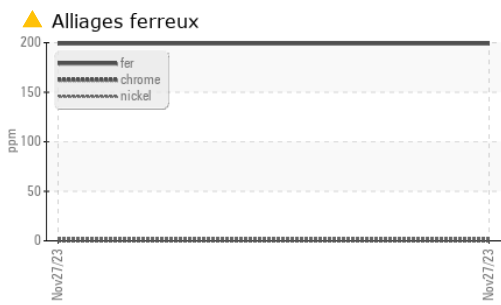 Alliages ferreux
200
fer
chrome
nickel
150
ppm
100
50
0
Nov27/23
Nov27/23